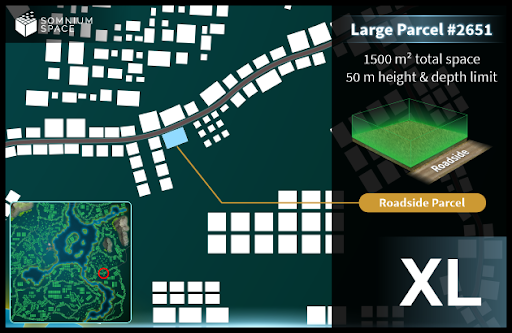 SOMNIUM
SPACE
Large Parcel #2651
1500 m² total space
50 m height & depth limit
Roadside
Roadside Parcel
XL